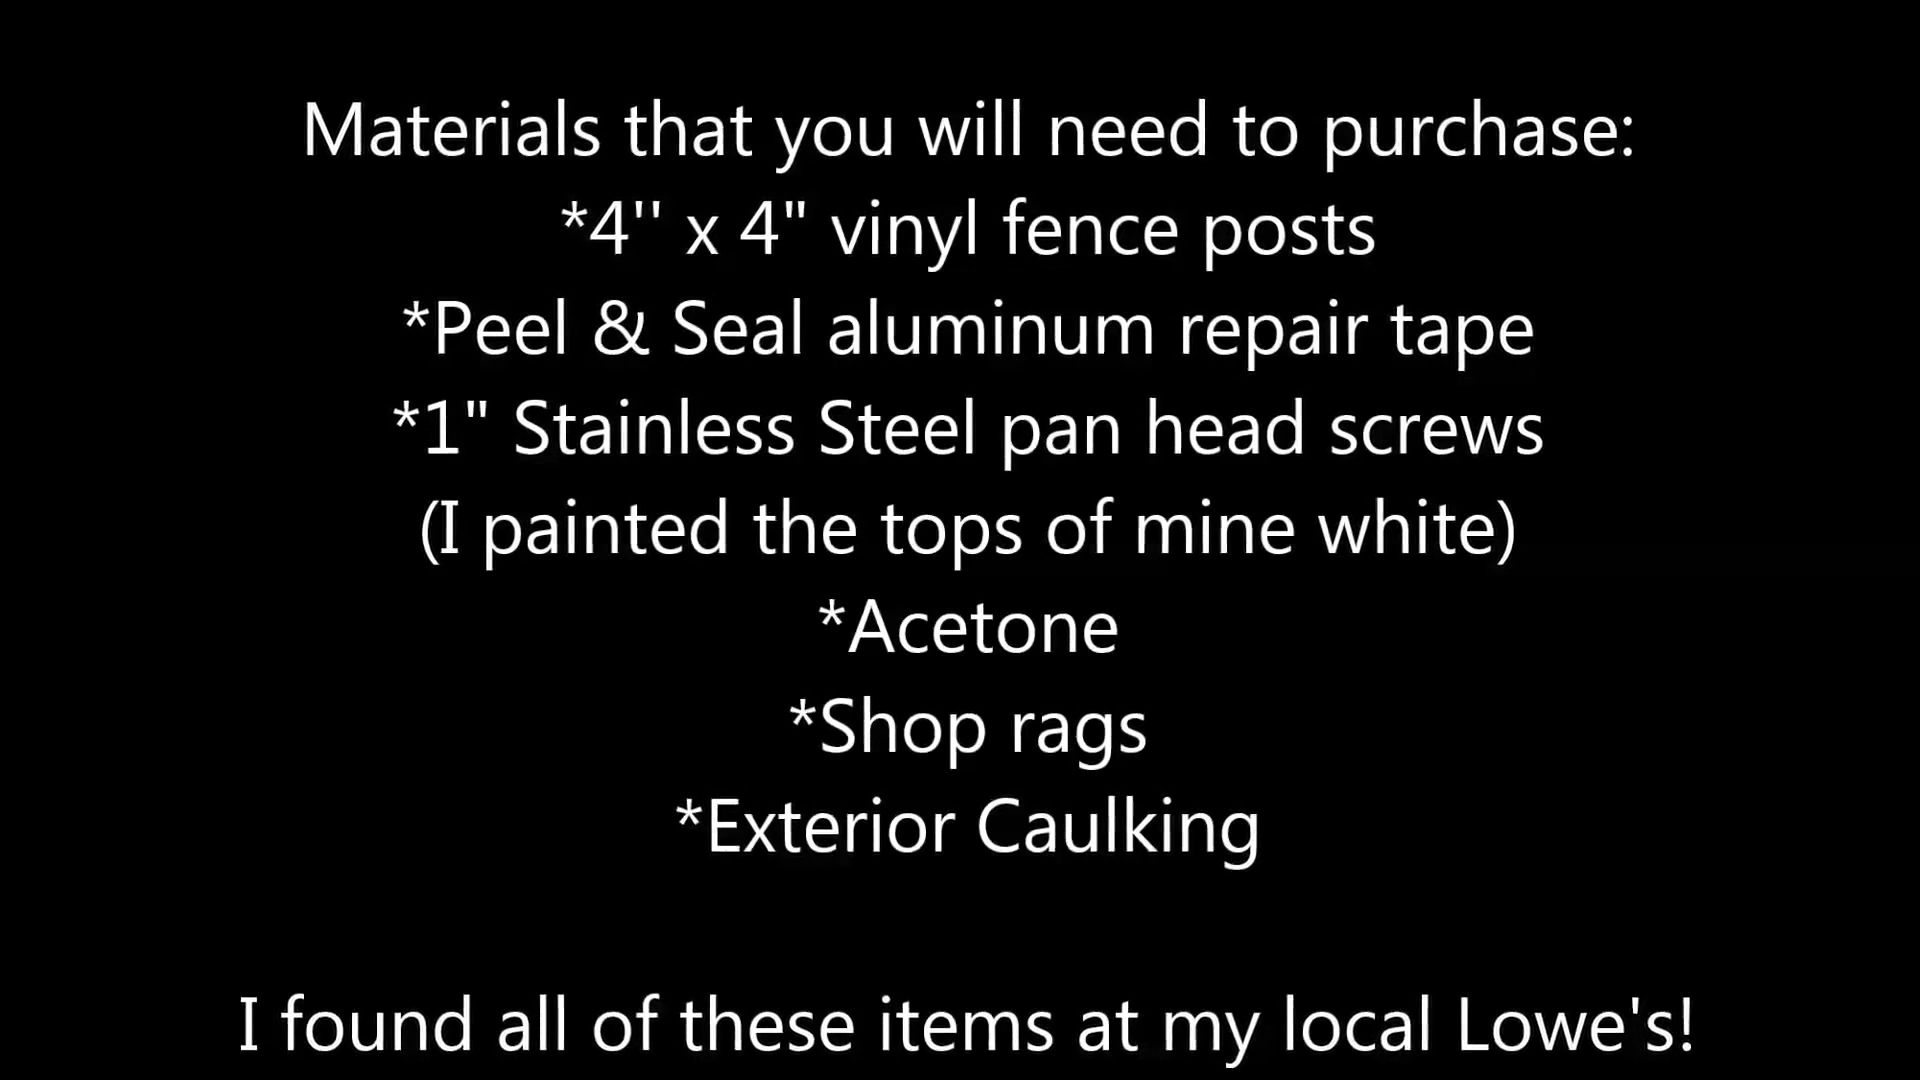 Materials that you will need to purchase:
*4'' x 4" vinyl fence posts
*Peel & Seal aluminum repair tape
*1" Stainless Steel pan head screws
(I painted the tops of mine white)
*Acetone
*Shop rags
*Exterior Caulking
I found all of these items at my local Lowe's!